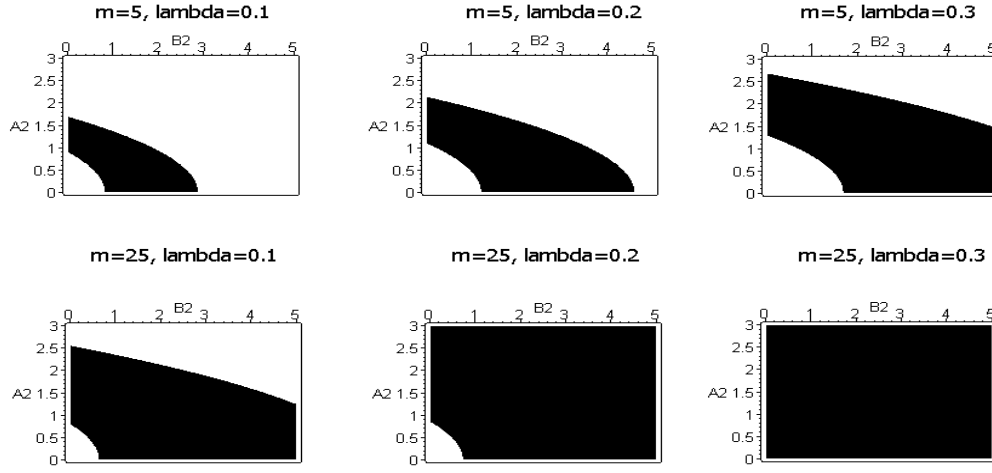 m=5, lambda=0.1
m=5, lambda=0.2
m=5, lambda=0.3
B2
0 1 2 3 4 5
A2
3
2.5
2
1.5
1
0.5
0
B2
0 1 2 3 4 5
A2
3
2.5
2
1.5
1
0.5
0
B2
0 1 2 3 4 5
A2
3
2.5
2
1.5
1
0.5
0
m=25, lambda=0.1
m=25, lambda=0.2
m=25, lambda=0.3
B2
0 1 2 3 4 5
A2
3
2.5
2
1.5
1
0.5
0
B2
0 1 2 3 4 5
A2
3
2.5
2
1.5
1
0.5
0
B2
0 1 2 3 4 5
A2
3
2.5
2
1.5
1
0.5
0